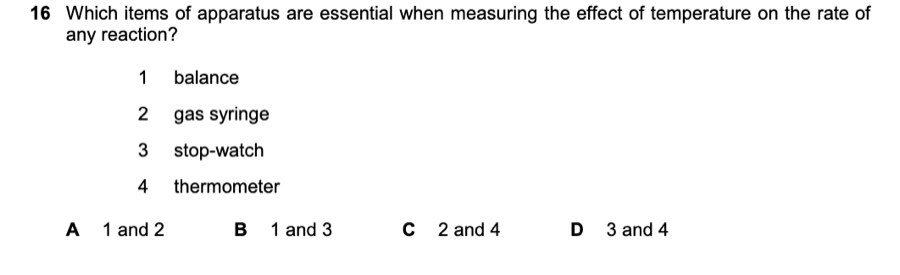 16 Which items of apparatus are essential when measuring the effect of temperature on the rate of
any reaction?
1 balance
2 gas syringe
3 stop-watch
4 thermometer
A 1 and 2 B 1 and 3 C 2 and 4 D 3 and 4